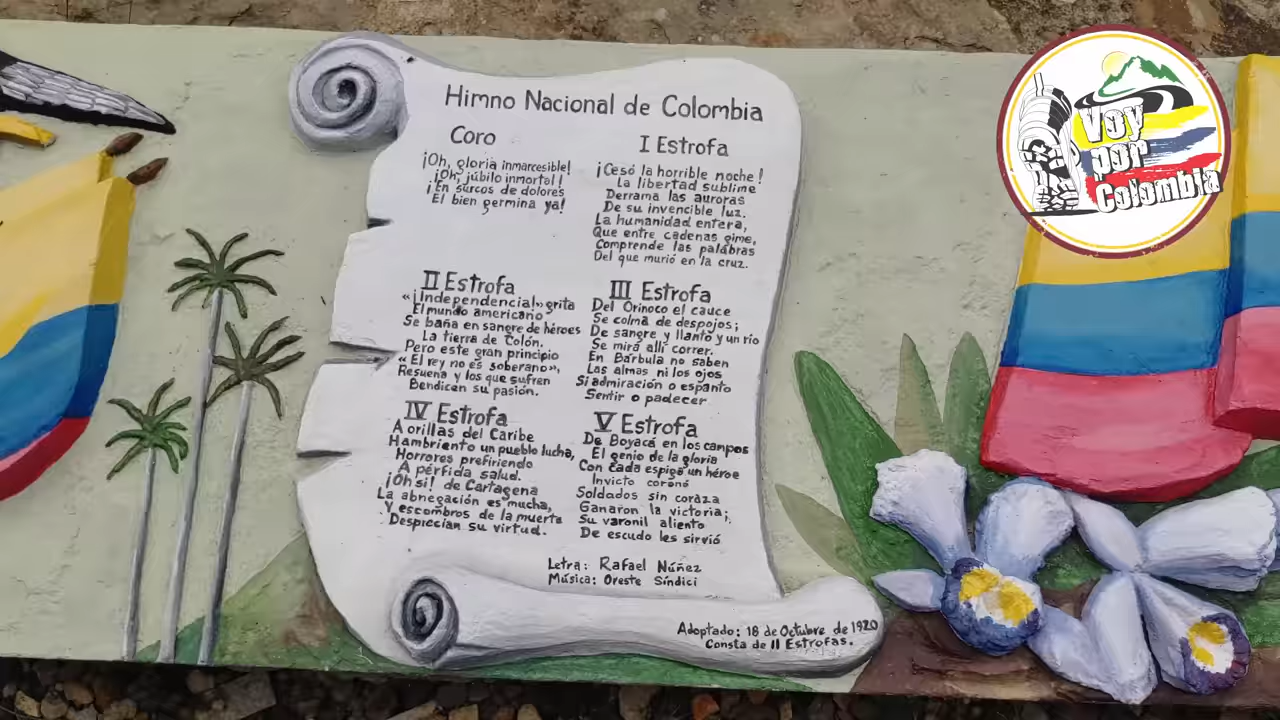 Himno Nacional de Colombia
Coro
¡Oh, gloria inmarcesible!
¡Oh, júbilo inmortal!
¡En surcos de dolores
El bien germina ya!
I Estrofa
¡Cesó la horrible noche!
La libertad sublime
Derrama las auroras
De su invencible luz.
La humanidad entera,
Que entre cadenas gime,
Comprende las palabras
Del que murió en la cruz.
II Estrofa
«¡Independencia!» grita
El mundo americano
Se baña en sangre de héroes
La tierra de Colón.
Pero este gran principio
«El rey no es soberano»,
Resuena y los que sufren
Bendicen su pasión.
III Estrofa
Del Orinoco el cauce
Se colma de despojos;
De sangre y llanto y un río
Se mira allí correr.
En Bárbula no saben
Las almas ni los ojos
Si admiración o espanto
Sentir o padecer
IV Estrofa
A orillas del Caribe
Hambriento un pueblo lucha,
Horrores prefiriendo
A pérfida salud.
¡Oh sí! de Cartagena
La abnegación es mucha,
Y escombros de la muerte
Desprecian su virtud.
V Estrofa
De Boyacá en los campos
El genio de la gloria
Con cada espiga un héroe
Invicto coronó
Soldados sin coraza
Ganaron la victoria;
Su varonil aliento
De escudo les sirvió
Letra: Rafael Núñez
Música: Oreste Síndici
Adoptado: 18 de Octubre de 1920
Consta de 11 Estrofas.
Voy
por
Colombia